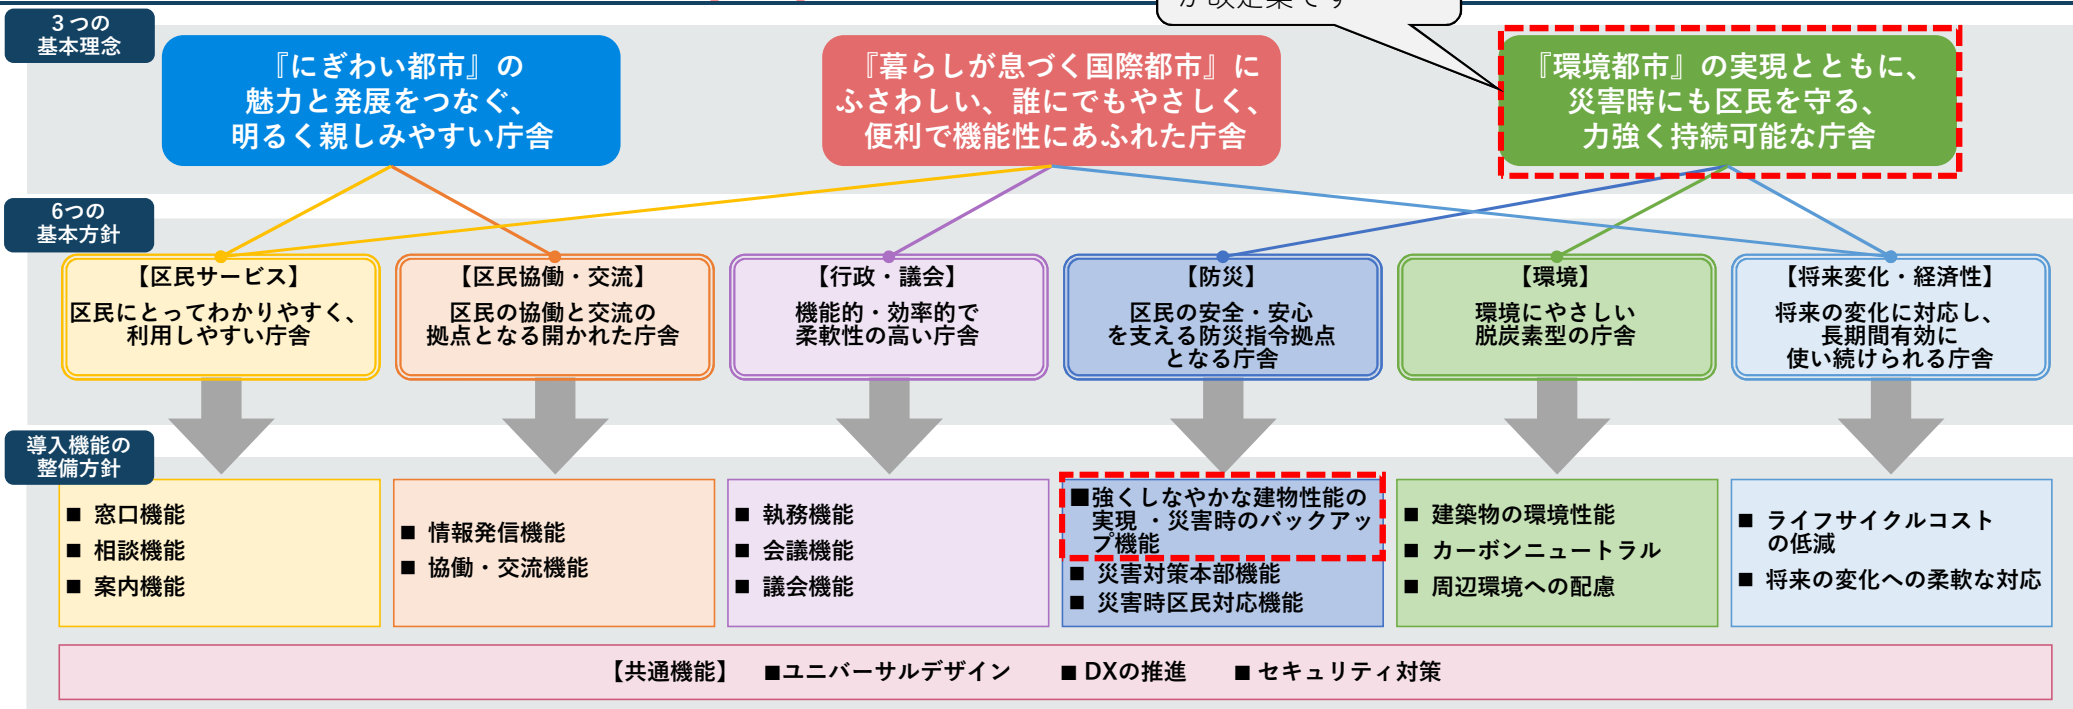 が改定案です
３つの
基本理念
『にぎわい都市』の
魅力と発展をつなぐ、
明るく親しみやすい庁舎
『暮らしが息づく国際都市』に
ふさわしい、誰にでもやさしく、
便利で機能性にあふれた庁舎
『環境都市』の実現とともに、
災害時にも区民を守る、
力強く持続可能な庁舎
6つの
基本方針
【区民サービス】
区民にとってわかりやすく、
利用しやすい庁舎
【区民協働・交流】
区民の協働と交流の
拠点となる開かれた庁舎
【行政・議会】
機能的・効率的で
柔軟性の高い庁舎
【防災】
区民の安全・安心
を支える防災指令拠点
となる庁舎
【環境】
環境にやさしい
脱炭素型の庁舎
【将来変化・経済性】
将来の変化に対応し、
長期間有効に
使い続けられる庁舎
導入機能の
整備方針
■ 窓口機能
■ 相談機能
■ 案内機能
■ 情報発信機能
■ 協働・交流機能
■ 執務機能
■ 会議機能
■ 議会機能
■強くしなやかな建物性能の
実現 ・災害時のバックアッ
プ機能
■ 災害対策本部機能
■ 災害時区民対応機能
■ 建築物の環境性能
■ カーボンニュートラル
■ 周辺環境への配慮
■ ライフサイクルコスト
の低減
■ 将来の変化への柔軟な対応
【共通機能】 ■ユニバーサルデザイン ■ DXの推進 ■ セキュリティ対策